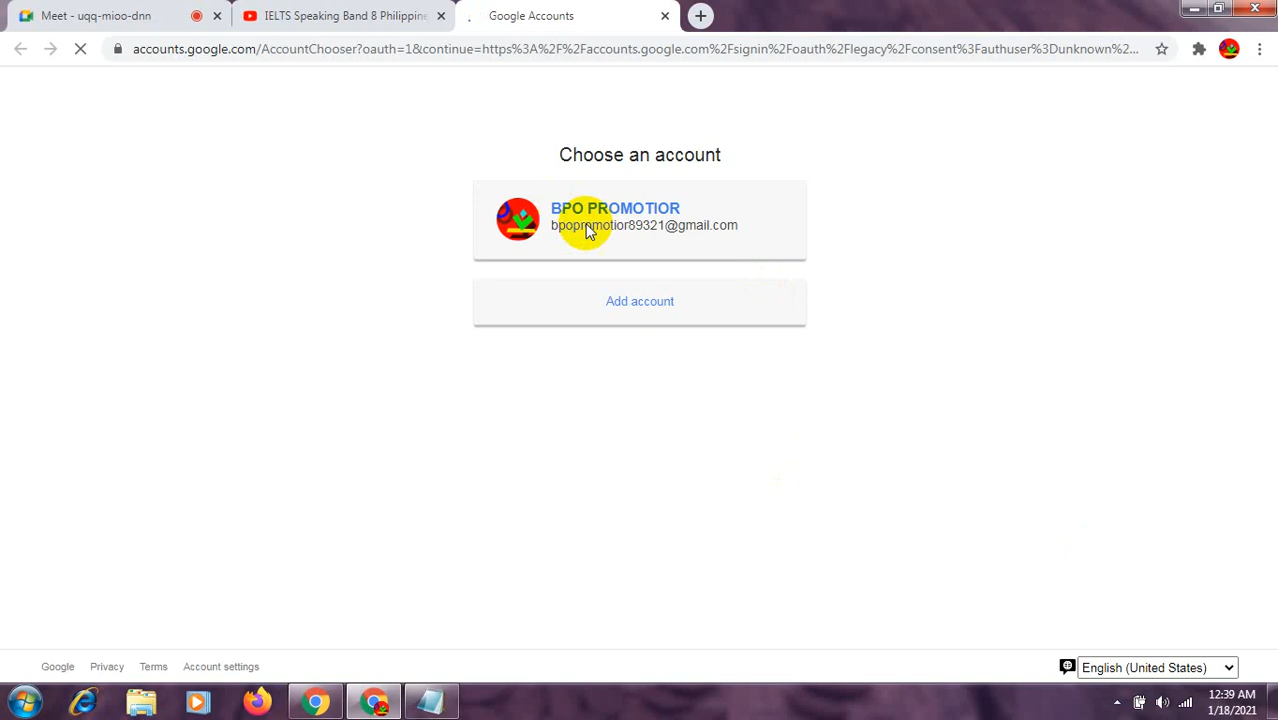 Meet - uqq-mioo-dnn
IELTS Speaking Band 8 Philippine
Google Accounts
accounts.google.com/AccountChooser?oauth=1&continue=https%3A%2F%2Faccounts.google.com%2Fsignin%2Foauth%2Flegacy%2Fconsent%3Fauthuser%3Dunknown%2...
Choose an account
BPO PROMOTIOR
bpopromotior89321@gmail.com
Add account
Google Privacy Terms Account settings
English (United States)
12:39 AM
1/18/2021